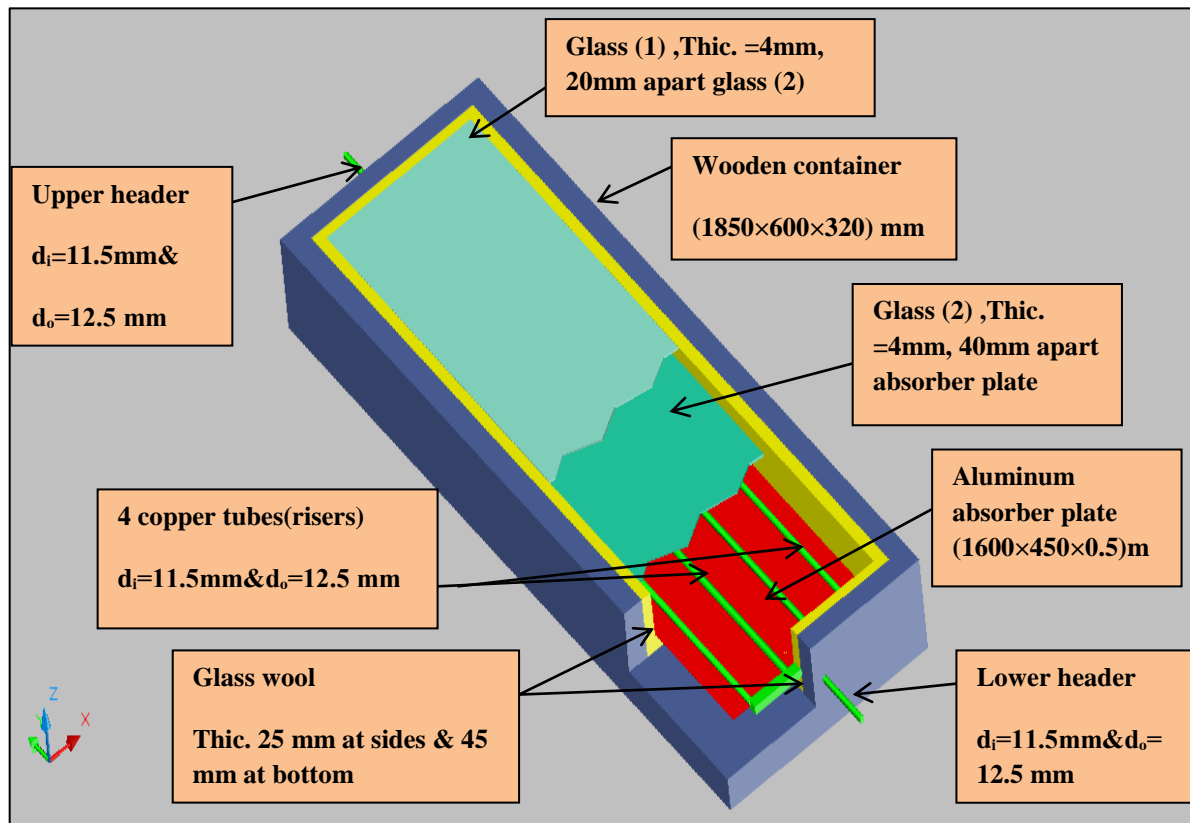 Glass (1) ,Thic. =4mm,
20mm apart glass (2)
Wooden container
(1850×600×320) mm
Upper header
dᵢ=11.5mm&
dₒ=12.5 mm
Glass (2) ,Thic.
=4mm, 40mm apart
absorber plate
4 copper tubes(risers)
dᵢ=11.5mm&dₒ=12.5 mm
Aluminum
absorber plate
(1600×450×0.5)m
Glass wool
Thic. 25 mm at sides & 45
mm at bottom
Lower header
dᵢ=11.5mm&dₒ=
12.5 mm
Z
Y
X